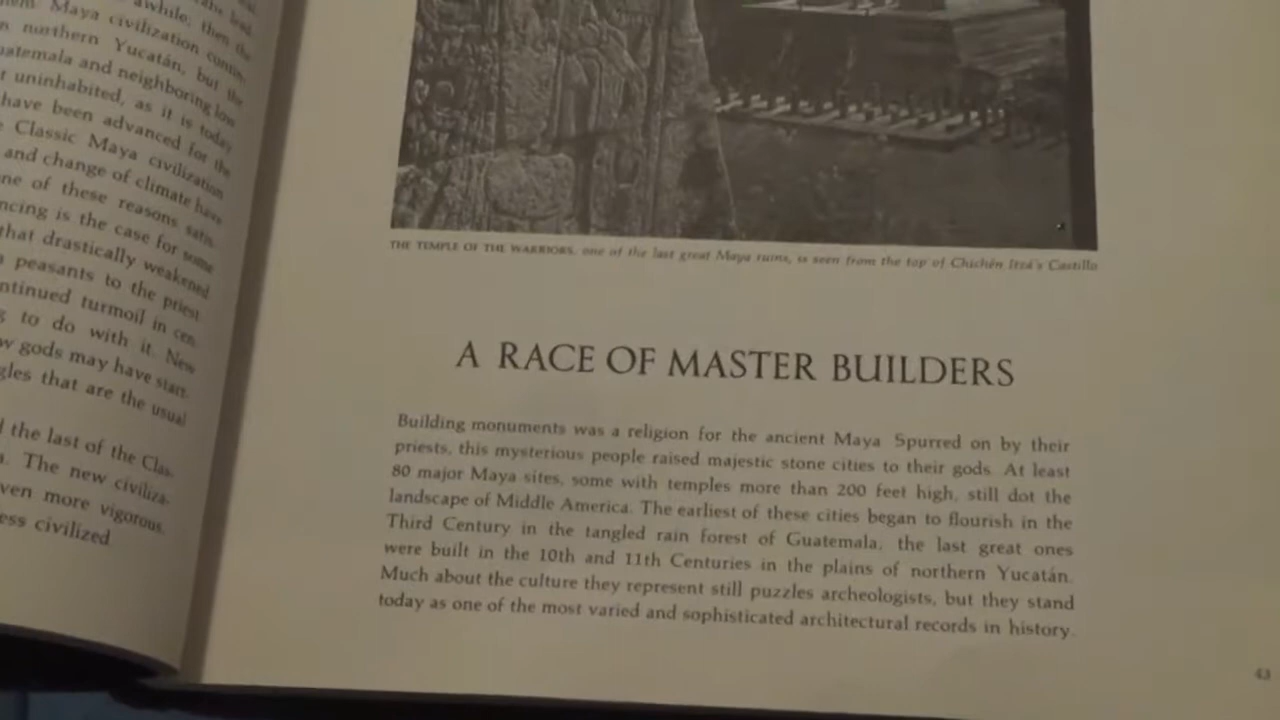 awhile, then the
Maya civilization
n northern Yucatán, but the
atemala and neighboring low
r uninhabited, as it is today
have been advanced for the
Classic Maya civilization
and change of climate have
ne of these reasons satis-
ncing is the case for some
that drastically weakened
peasants to the priest
ntinued turmoil in cen-
g to do with it. New
w gods may have start-
gles that are the usual
the last of the Clas-
a. The new civiliza-
ven more vigorous.
ess civilized
THE TEMPLE OF THE WARRIORS, one of the last great Maya ruins, is seen from the top of Chichén Itzá's Castillo
A RACE OF MASTER BUILDERS
Building monuments was a religion for the ancient Maya Spurred on by their
priests, this mysterious people raised majestic stone cities to their gods. At least
80 major Maya sites, some with temples more than 200 feet high, still dot the
landscape of Middle America. The earliest of these cities began to flourish in the
Third Century in the tangled rain forest of Guatemala, the last great ones
were built in the 10th and 11th Centuries in the plains of northern Yucatán.
Much about the culture they represent still puzzles archeologists, but they stand
today as one of the most varied and sophisticated architectural records in history.
43